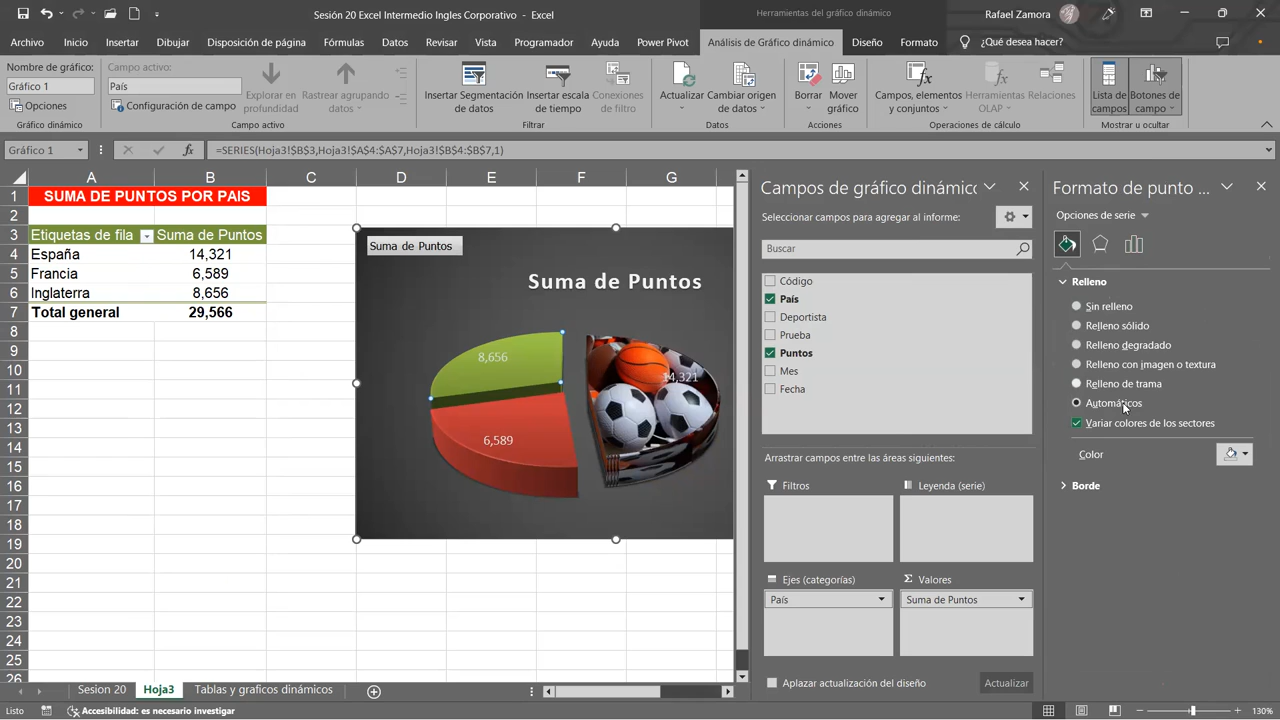 Sesión 20 Excel Intermedio Ingles Corporativo - Excel
Herramientas del gráfico dinámico
Rafael Zamora
Archivo Inicio Insertar Dibujar Disposición de página Fórmulas Datos Revisar Vista Programador Ayuda Power Pivot Análisis de Gráfico dinámico Diseño Formato ¿Qué desea hacer?
Nombre de gráfico:
Gráfico 1
Opciones
Gráfico dinámico
Campo activo:
País
Configuración de campo
Explorar en profundidad
Rastrear agrupando datos
Campo activo
Insertar Segmentación de datos
Insertar escala de tiempo
Conexiones de filtro
Filtrar
Actualizar
Cambiar origen de datos
Datos
Borrar
Mover gráfico
Acciones
Campos, elementos y conjuntos
Herramientas OLAP
Relaciones
Operaciones de cálculo
Lista de campos
Botones de campo
Mostrar u ocultar
Gráfico 1
fx
=SERIES(Hoja3!$B$3,Hoja3!$A$4:$A$7,Hoja3!$B$4:$B$7,1)
A B C D E F G
1 SUMA DE PUNTOS POR PAIS
2
3 Etiquetas de fila Suma de Puntos
4 España 14,321
5 Francia 6,589
6 Inglaterra 8,656
7 Total general 29,566
8
9
10
11
12
13
14
15
16
17
18
19
20
21
22
23
24
25
26
Suma de Puntos
Suma de Puntos
8,656
14,321
6,589
Campos de gráfico dinámic
Seleccionar campos para agregar al informe:
Buscar
Código
País
Deportista
Prueba
Puntos
Mes
Fecha
Arrastrar campos entre las áreas siguientes:
Filtros
Leyenda (serie)
Ejes (categorías)
Σ Valores
País
Suma de Puntos
Aplazar actualización del diseño
Actualizar
Formato de punto ...
Opciones de serie
Relleno
Sin relleno
Relleno sólido
Relleno degradado
Relleno con imagen o textura
Relleno de trama
Automáticos
Variar colores de los sectores
Color
Borde
Sesion 20 Hoja3 Tablas y graficos dinámicos
Listo
Accesibilidad: es necesario investigar
130%